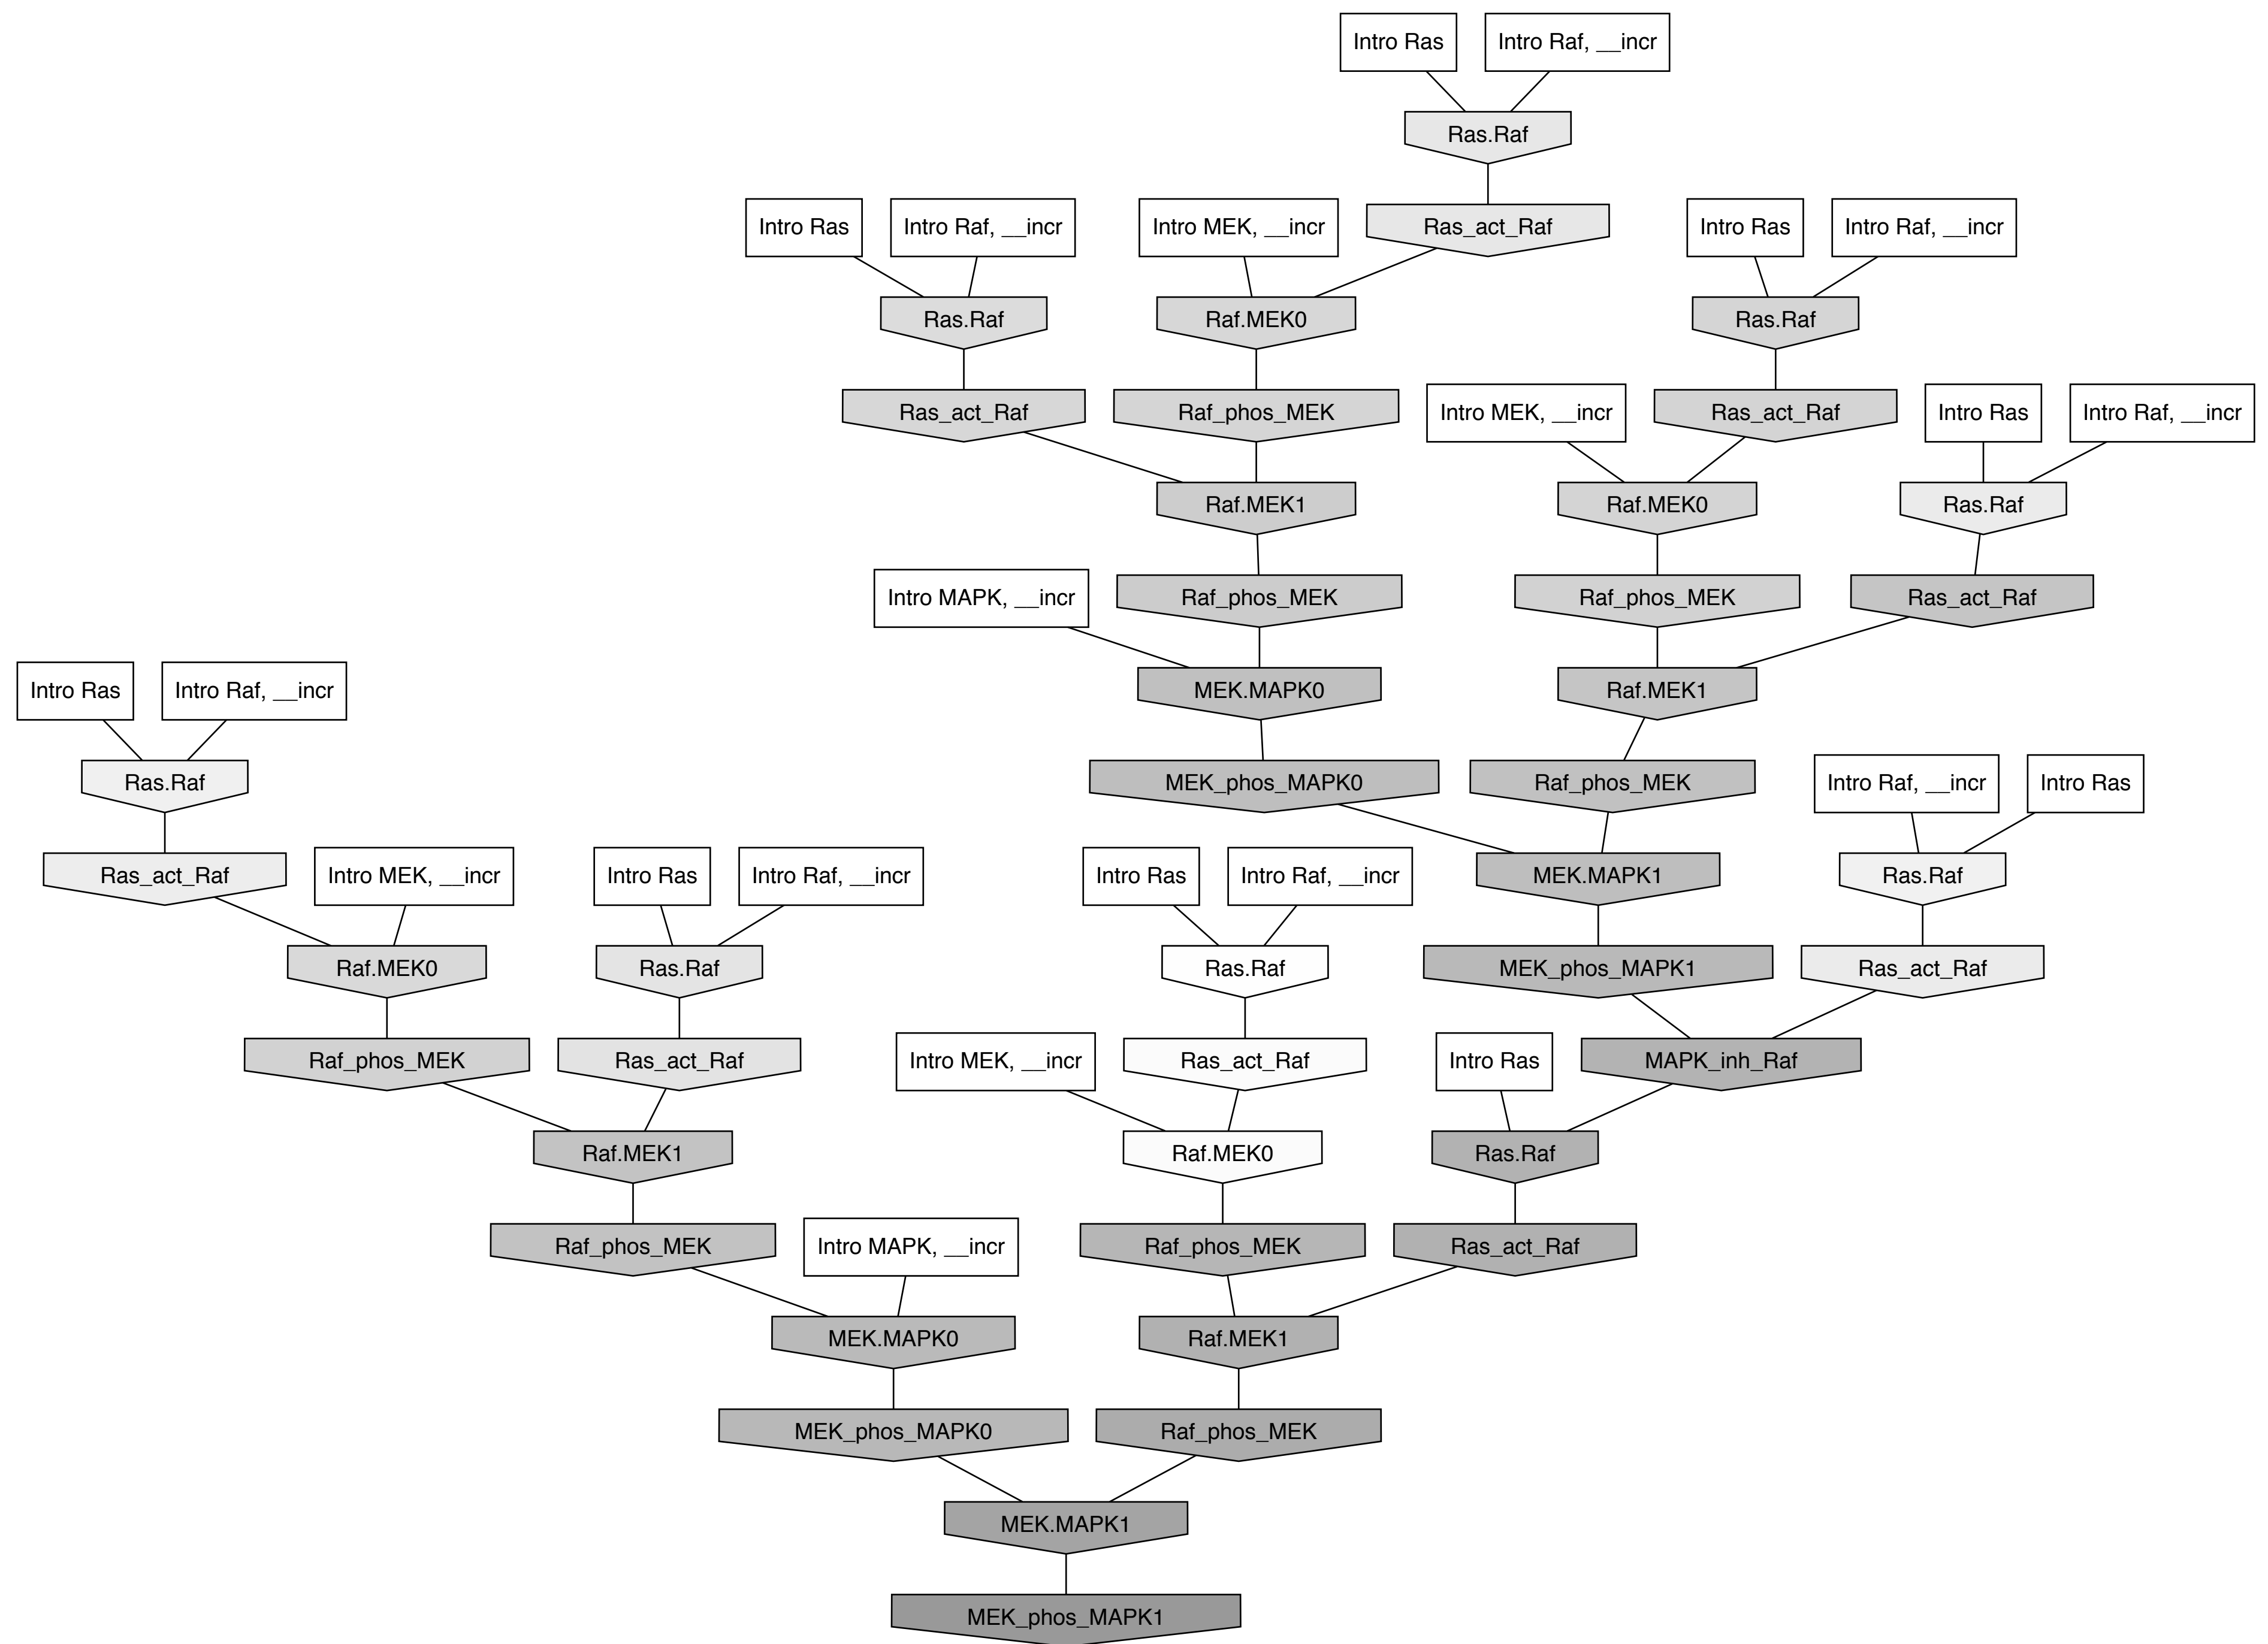 Intro Ras
Intro Raf, __incr
Ras.Raf
Intro Ras
Intro Raf, __incr
Intro MEK, __incr
Ras_act_Raf
Intro Ras
Intro Raf, __incr
Ras.Raf
Raf.MEK0
Ras.Raf
Ras_act_Raf
Raf_phos_MEK
Intro MEK, __incr
Ras_act_Raf
Intro Ras
Intro Raf, __incr
Raf.MEK1
Raf.MEK0
Ras.Raf
Intro MAPK, __incr
Raf_phos_MEK
Raf_phos_MEK
Ras_act_Raf
Intro Ras
Intro Raf, __incr
MEK.MAPK0
Raf.MEK1
Ras.Raf
MEK_phos_MAPK0
Raf_phos_MEK
Intro Raf, __incr
Intro Ras
Ras_act_Raf
Intro MEK, __incr
Intro Ras
Intro Raf, __incr
Intro Ras
Intro Raf, __incr
MEK.MAPK1
Ras.Raf
Raf.MEK0
Ras.Raf
Ras.Raf
MEK_phos_MAPK1
Ras_act_Raf
Raf_phos_MEK
Ras_act_Raf
Intro MEK, __incr
Ras_act_Raf
Intro Ras
MAPK_inh_Raf
Raf.MEK1
Raf.MEK0
Ras.Raf
Raf_phos_MEK
Intro MAPK, __incr
Raf_phos_MEK
Ras_act_Raf
MEK.MAPK0
Raf.MEK1
MEK_phos_MAPK0
Raf_phos_MEK
MEK.MAPK1
MEK_phos_MAPK1